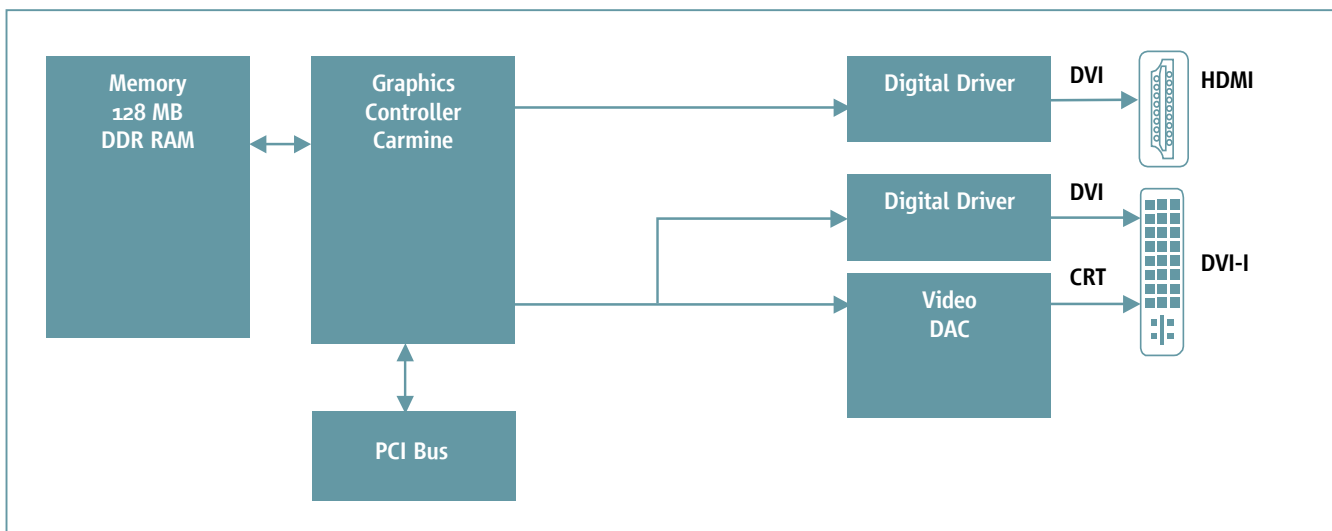 Memory
128 MB
DDR RAM
Graphics
Controller
Carmine
PCI Bus
Digital Driver
DVI
HDMI
Digital Driver
DVI
Video
DAC
CRT
DVI-I